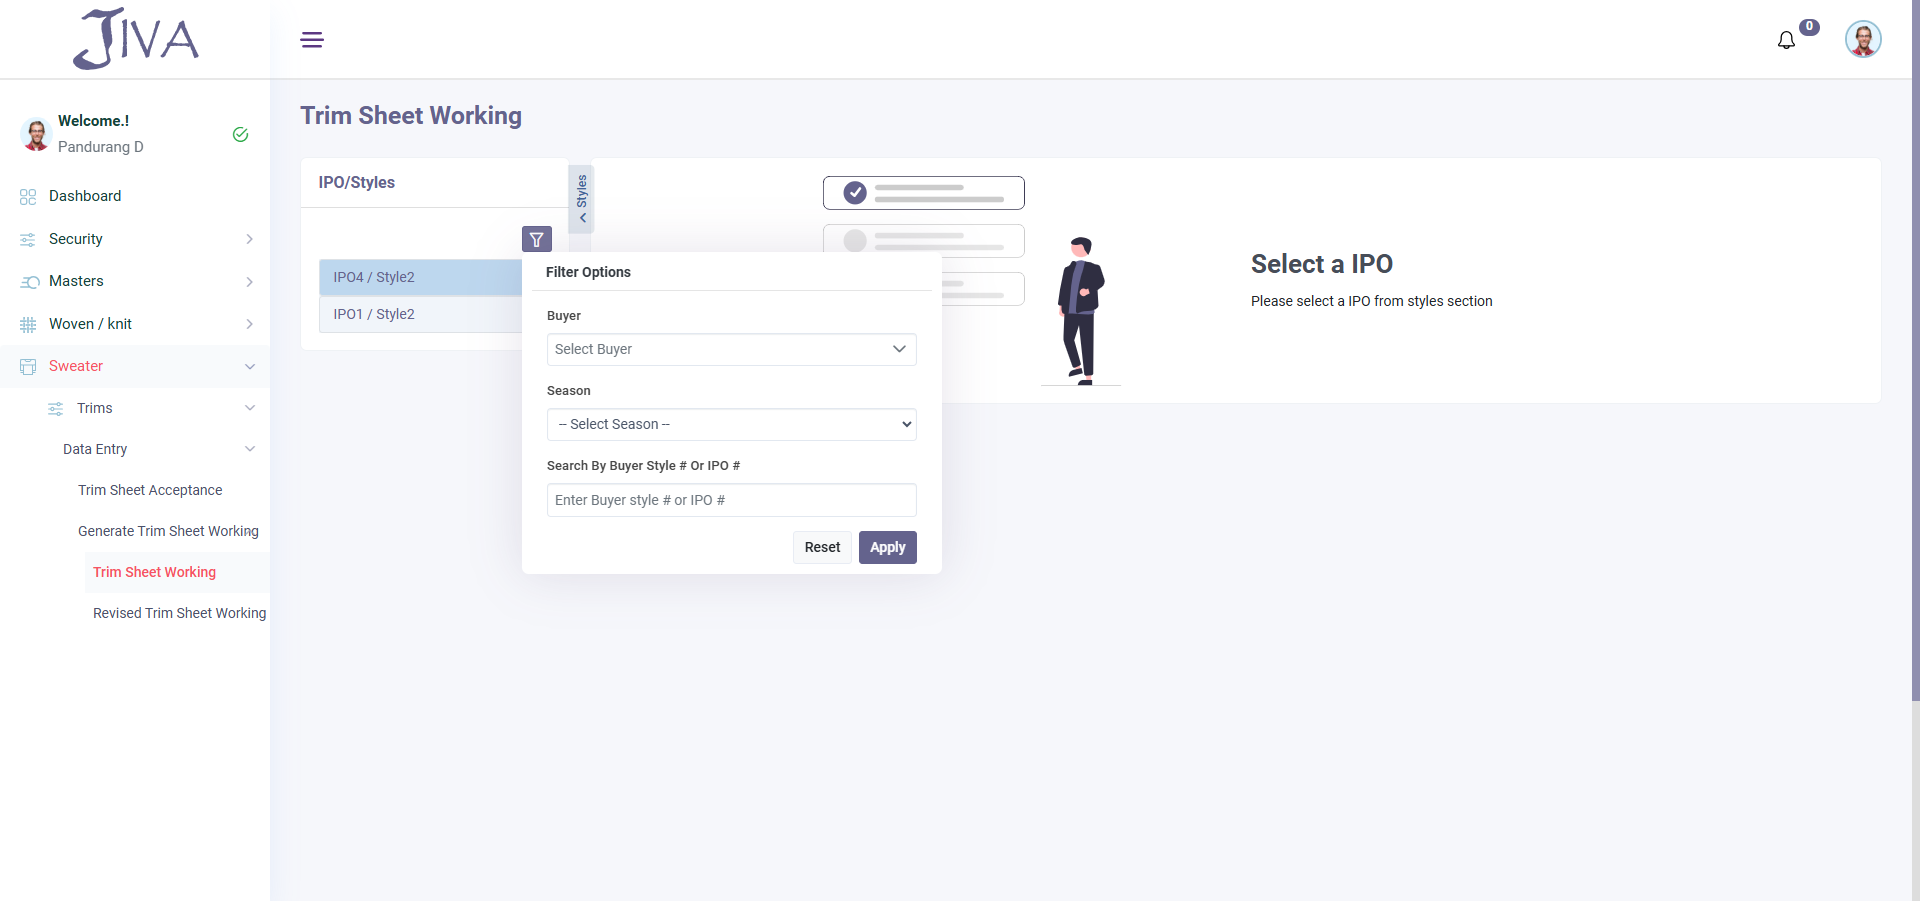 JIVA
0
Welcome.!
Pandurang D
Dashboard
Security
Masters
Woven / knit
Sweater
Trims
Data Entry
Trim Sheet Acceptance
Generate Trim Sheet Working
Trim Sheet Working
Revised Trim Sheet Working
Trim Sheet Working
IPO/Styles
Styles
IPO4 / Style2
IPO1 / Style2
Filter Options
Buyer
Select Buyer
Season
-- Select Season --
Search By Buyer Style # Or IPO #
Enter Buyer style # or IPO #
Reset
Apply
Select a IPO
Please select a IPO from styles section